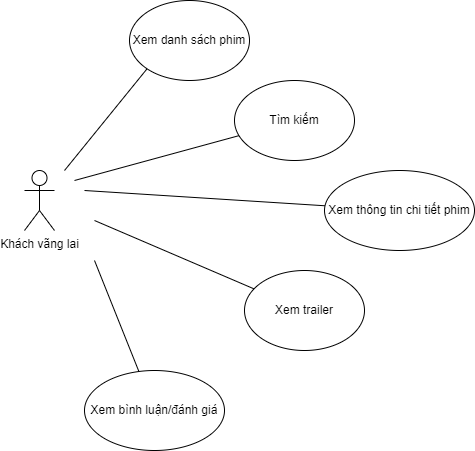 Xem danh sách phim
Tìm kiếm
Xem thông tin chi tiết phim
Khách vãng lai
Xem trailer
Xem bình luận/đánh giá